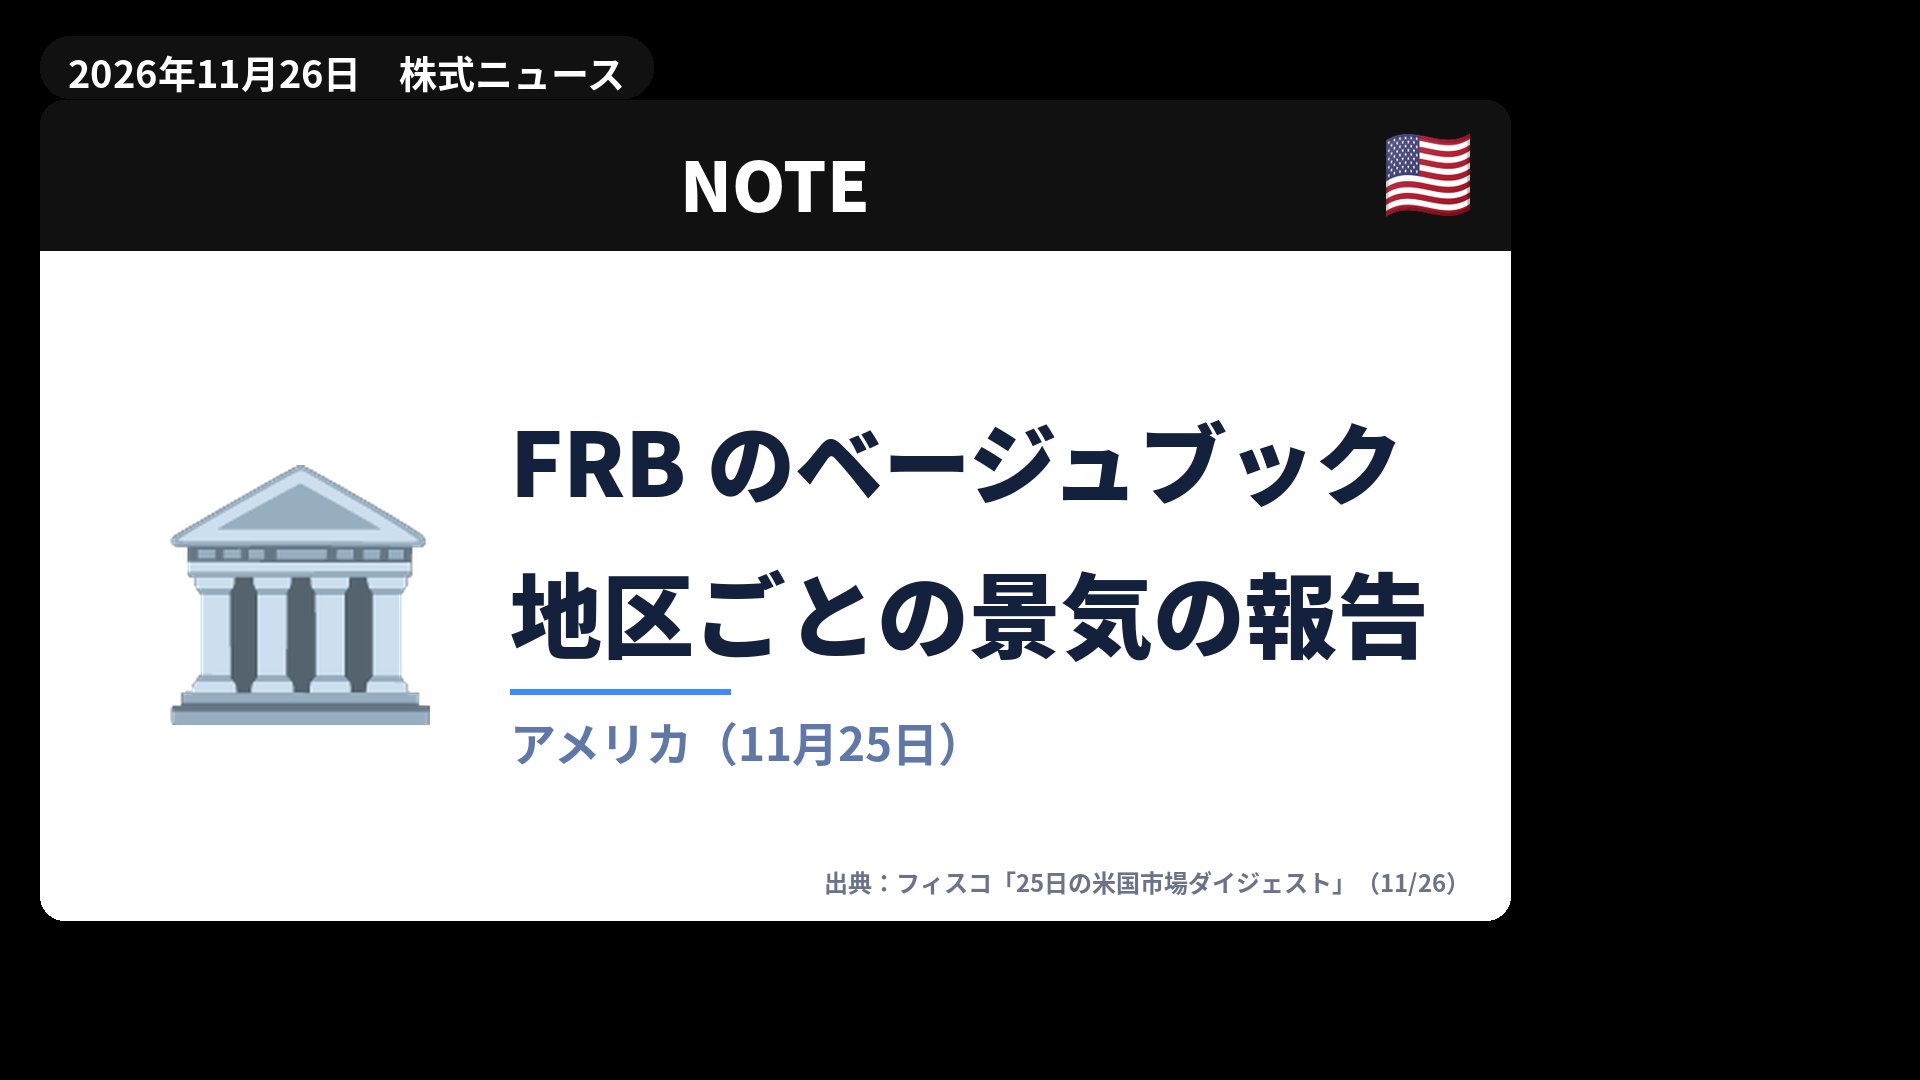 2026年11月26日　株式ニュース
NOTE
FRB のベージュブック
地区ごとの景気の報告
アメリカ（11月25日）
出典：フィスコ「25日の米国市場ダイジェスト」（11/26）